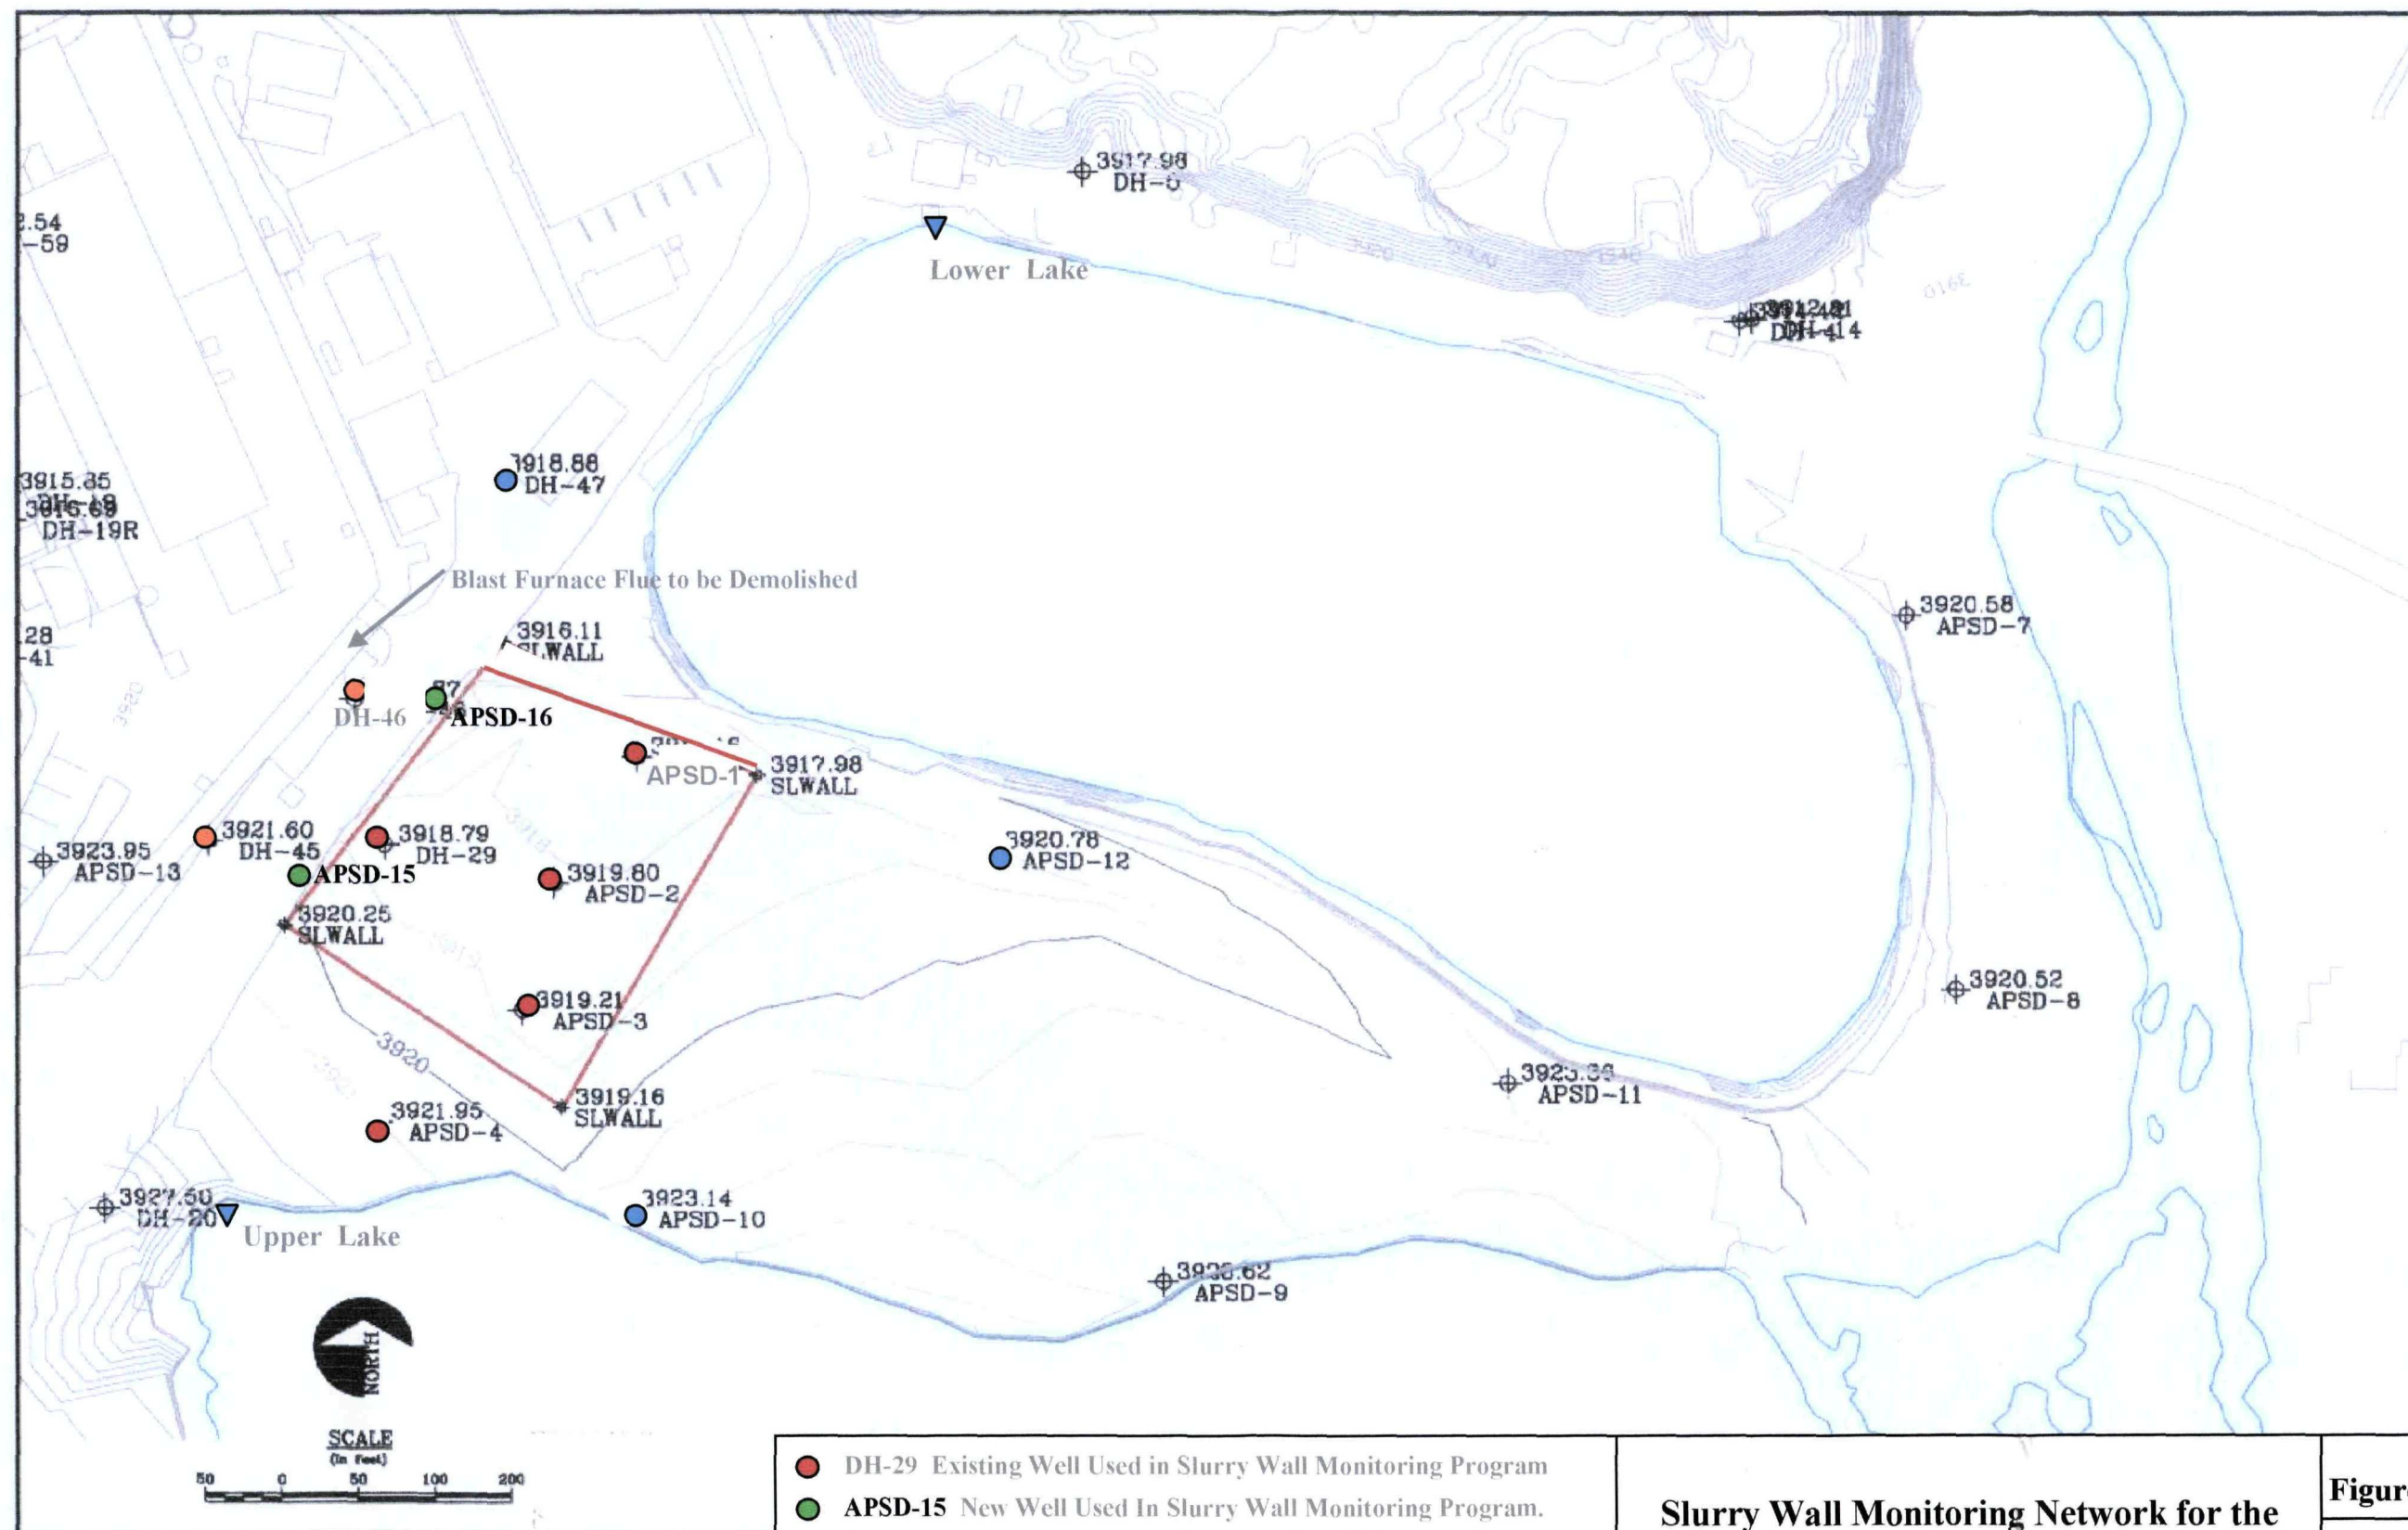 3917.98
Lower Lake
-59
DH-14
3918.88
DH-47
3915.85
DH-19R
Blast Furnace Flue to be Demolished
3916.11
SLWALL
28
-41
3920.58
APSD-7
DH-46
APSD-16
APSD-1
3917.98
SLWALL
3921.60
DH-45
3918.79
DH-29
3923.95
APSD-13
APSD-15
3919.80
APSD-2
3920.78
APSD-12
3920.25
SLWALL
3919.21
APSD-3
3920.52
APSD-8
3920
APSD-11
3919.16
SLWALL
3921.95
APSD-4
3927.50
DH-20
Upper Lake
3923.14
APSD-10
APSD-9
3910
NORTH
SCALE
(In Feet)
50 0 50 100 200
DH-29 Existing Well Used in Slurry Wall Monitoring Program
APSD-15 New Well Used In Slurry Wall Monitoring Program.
Slurry Wall Monitoring Network for the